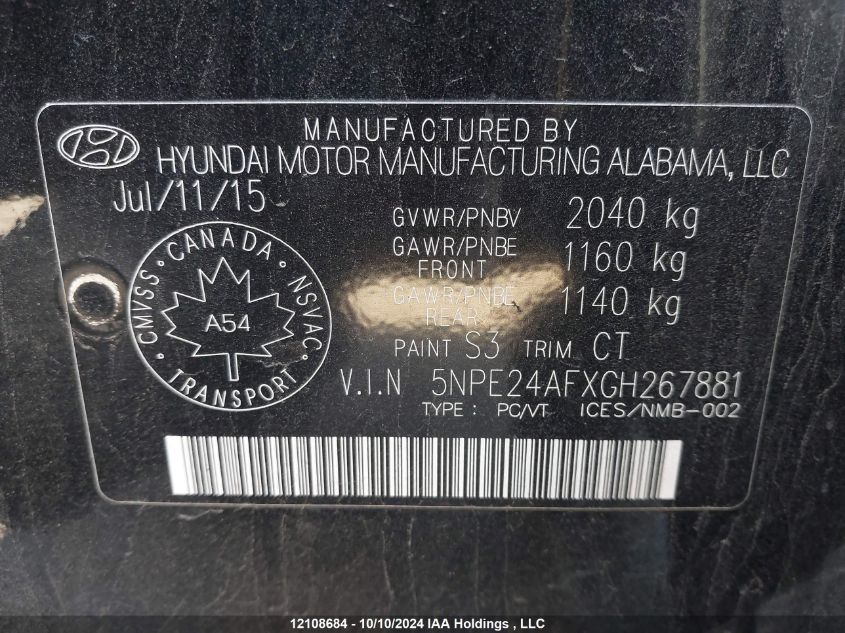 MANUFACTURED BY
HYUNDAI MOTOR MANUFACTURING ALABAMA, LLC
Jul/11/15
GVWR/PNBV 2040 kg
GAWR/PNBE FRONT 1160 kg
GAWR/PNBE REAR 1140 kg
PAINT S3 TRIM CT
V.I.N 5NPE24AFXGH267881
TYPE : PC/VT ICES/NMB-002
CMVSS · CANADA · NSVAC
A54
TRANSPORT
12108684 - 10/10/2024 IAA Holdings , LLC